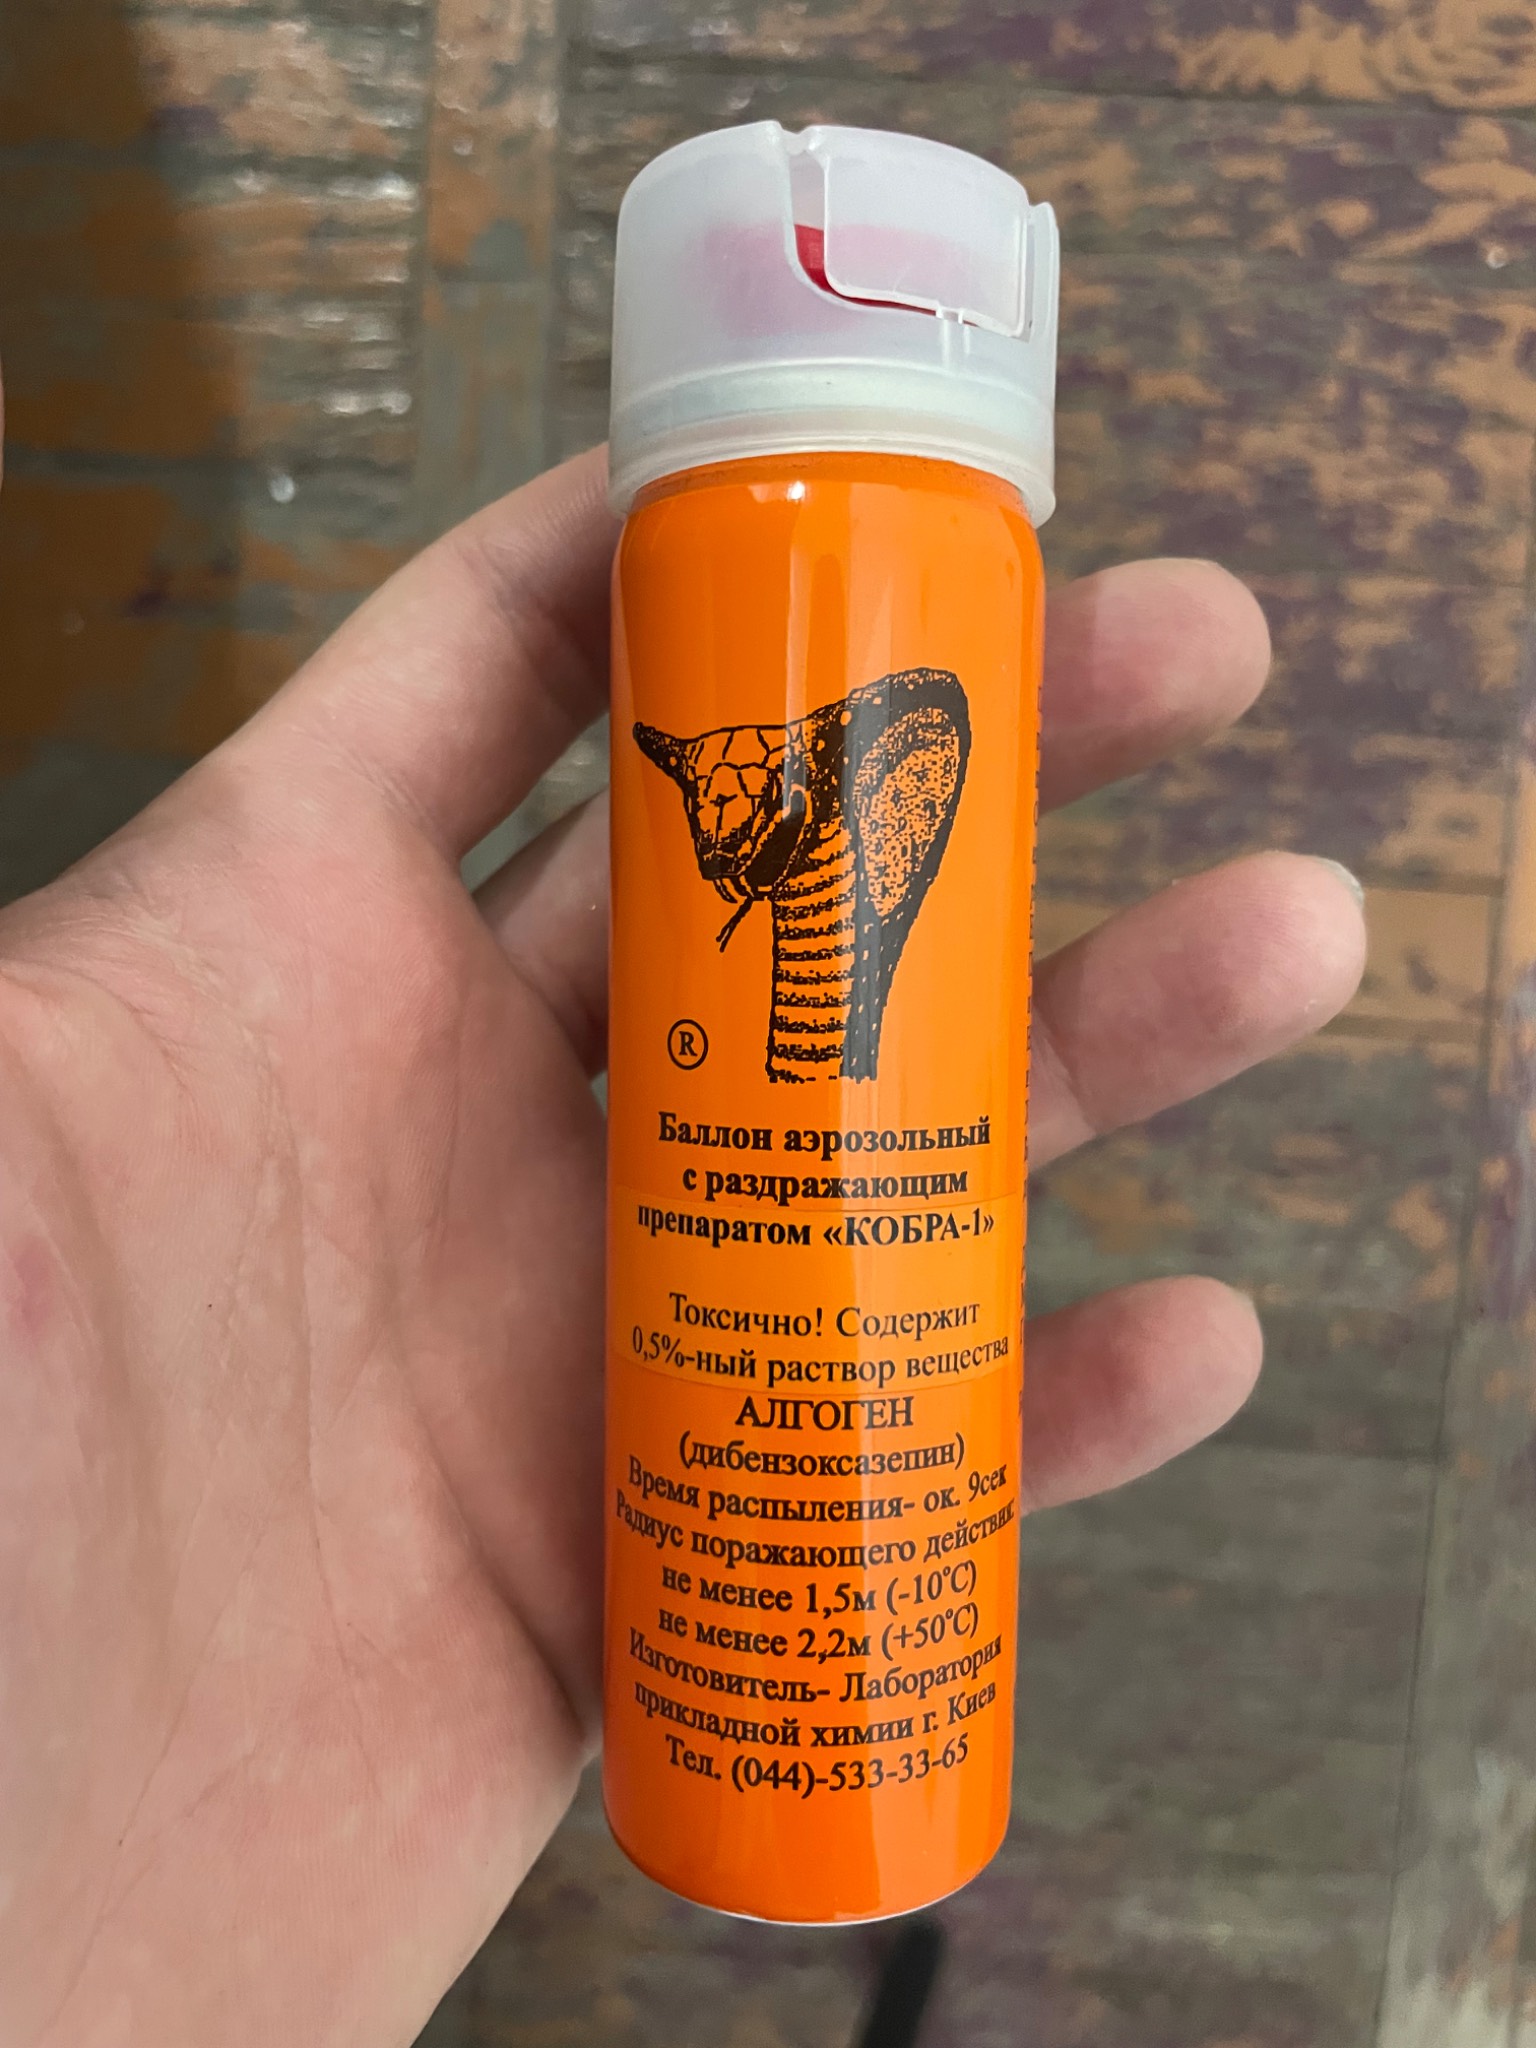 ®
Баллон аэрозольный
с раздражающим
препаратом «КОБРА-1»
Токсично! Содержит
0,5%-ный раствор вещества
АЛГОГЕН
(дибензоксазепин)
Время распыления- ок. 9сек
Радиус поражающего действия:
не менее 1,5м (-10°С)
не менее 2,2м (+50°С)
Изготовитель- Лаборатория
прикладной химии г. Киев
Тел. (044)-533-33-65